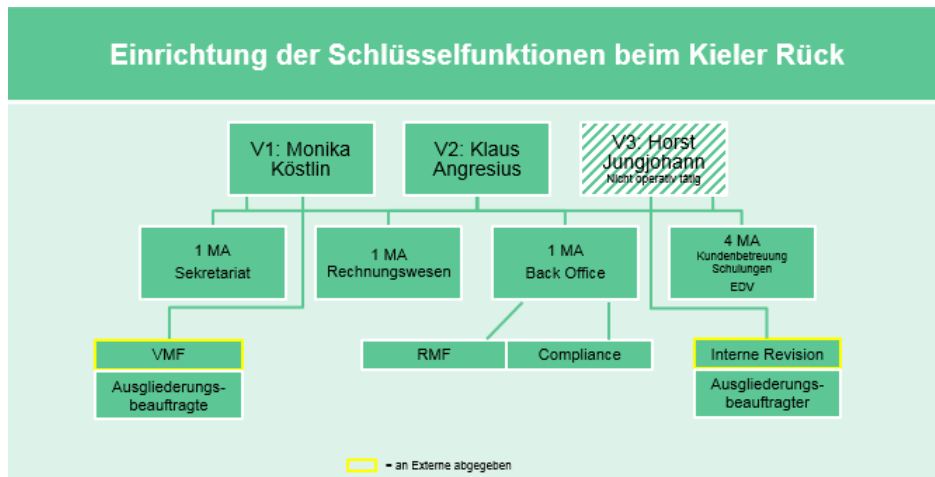 Einrichtung der Schlüsselfunktionen beim Kieler Rück
V1: Monika
Köstlin
V2: Klaus
Angresius
V3: Horst
Jungjohann
Nicht operativ tätig
1 MA
Sekretariat
1 MA
Rechnungswesen
1 MA
Back Office
4 MA
Kundenbetreuung
Schulungen
EDV
VMF
Ausgliederungs-
beauftragte
RMF
Compliance
Interne Revision
Ausgliederungs-
beauftragter
= an Externe abgegeben